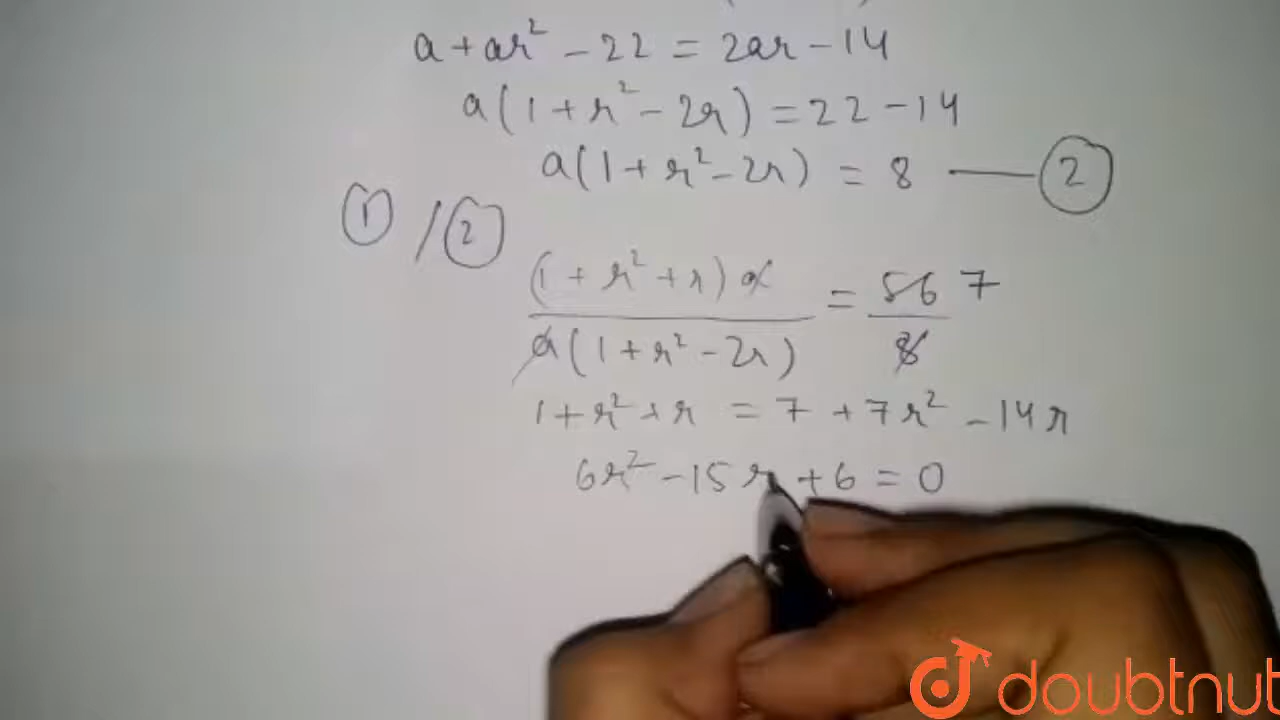 a + ar² - 22 = 2ar - 14
a(1 + r² - 2r) = 22 - 14
a(1 + r² - 2r) = 8 — ②
① / ②
(1 + r² + r) a / a(1 + r² - 2r) = 56 7 / 8
1 + r² + r = 7 + 7r² - 14r
6r² - 15r + 6 = 0
doubtnut